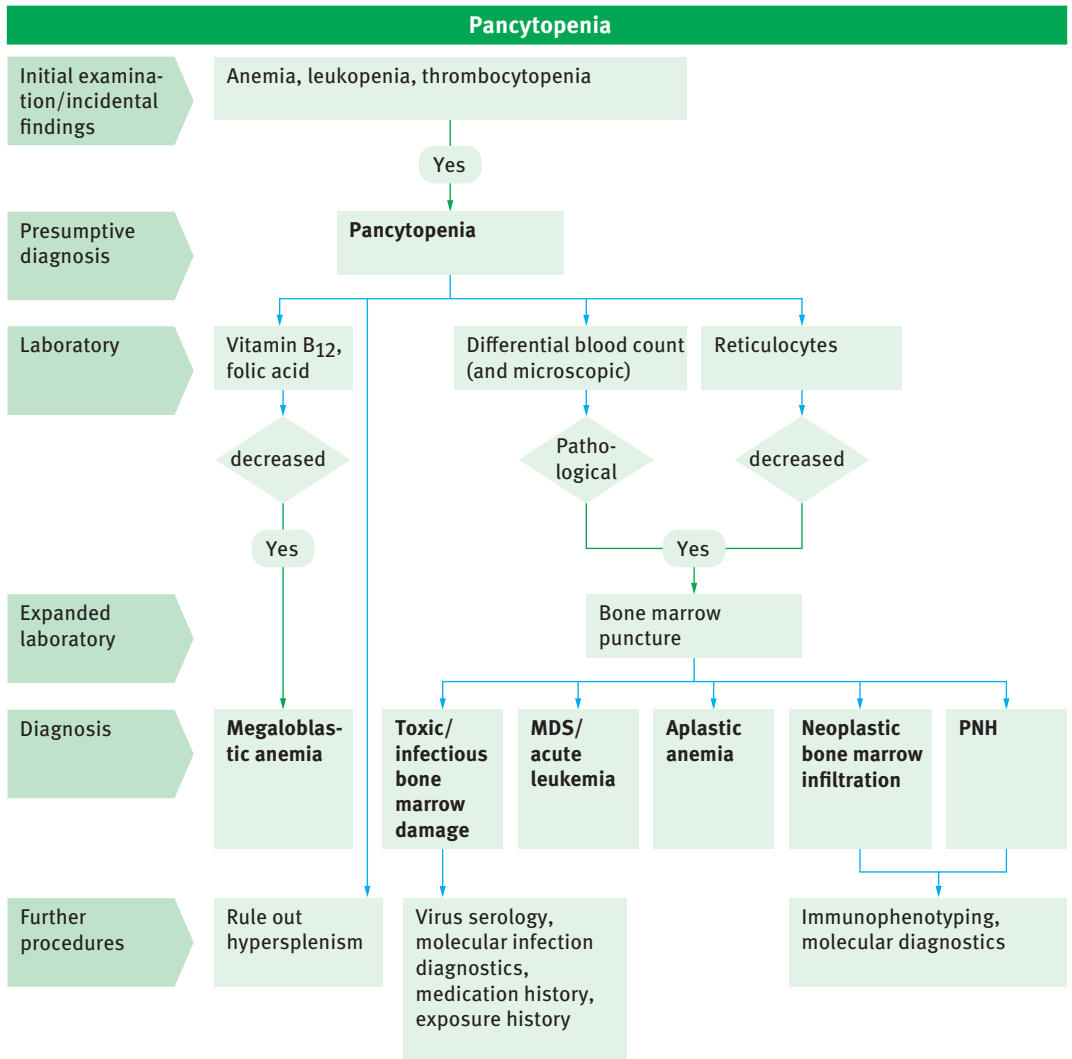 Pancytopenia
Initial examina-
tion/incidental
findings
Anemia, leukopenia, thrombocytopenia
Yes
Presumptive
diagnosis
Pancytopenia
Laboratory
Vitamin B12,
folic acid
Differential blood count
(and microscopic)
Reticulocytes
decreased
Patho-
logical
decreased
Yes
Yes
Expanded
laboratory
Bone marrow
puncture
Diagnosis
Megaloblas-
tic anemia
Toxic/
infectious
bone
marrow
damage
MDS/
acute
leukemia
Aplastic
anemia
Neoplastic
bone marrow
infiltration
PNH
Further
procedures
Rule out
hypersplenism
Virus serology,
molecular infection
diagnostics,
medication history,
exposure history
Immunophenotyping,
molecular diagnostics